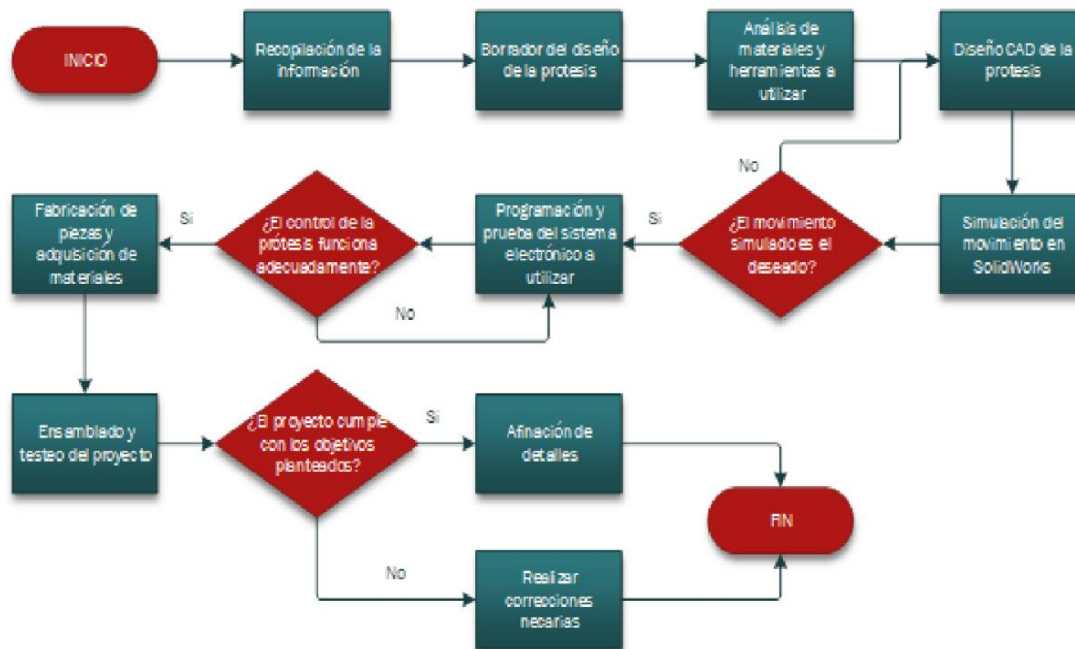 INICIO
Recopilación de la
información
Borrador del diseño
de la protesis
Análisis de
materiales y
herramientas a
utilizar
Diseño CAD de la
protesis
No
Fabricación de
piezas y
adquisición de
materiales
Si
¿El control de la
prótesis funciona
adecuadamente?
Programación y
prueba del sistema
electrónico a
utilizar
Si
¿El movimiento
simulado es el
deseado?
Simulación del
movimiento en
SolidWorks
No
Ensamblado y
testeo del proyecto
¿El proyecto cumple
con los objetivos
planteados?
Si
Afinación de
detalles
FIN
No
Realizar
correcciones
necarias